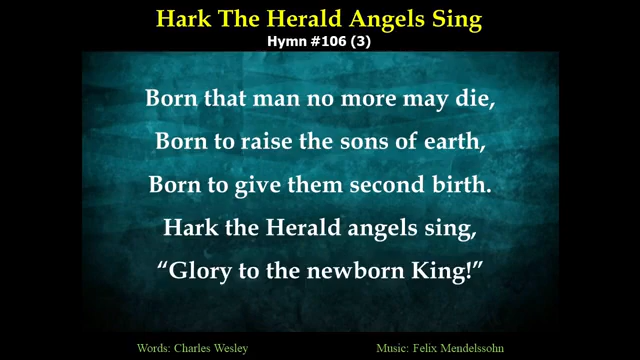 Hark The Herald Angels Sing
Hymn #106 (3)
Born that man no more may die,
Born to raise the sons of earth,
Born to give them second birth.
Hark the Herald angels sing,
“Glory to the newborn King!”
Words: Charles Wesley
Music: Felix Mendelssohn